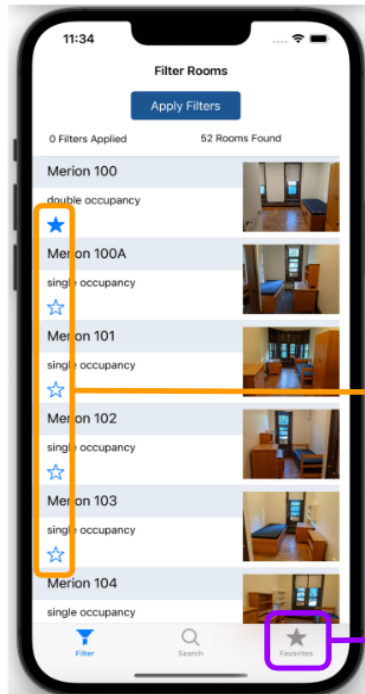 11:34
Filter Rooms
Apply Filters
0 Filters Applied 52 Rooms Found
Merion 100
double occupancy
Merion 100A
single occupancy
Merion 101
single occupancy
Merion 102
single occupancy
Merion 103
single occupancy
Merion 104
single occupancy
Filter Search Favorites